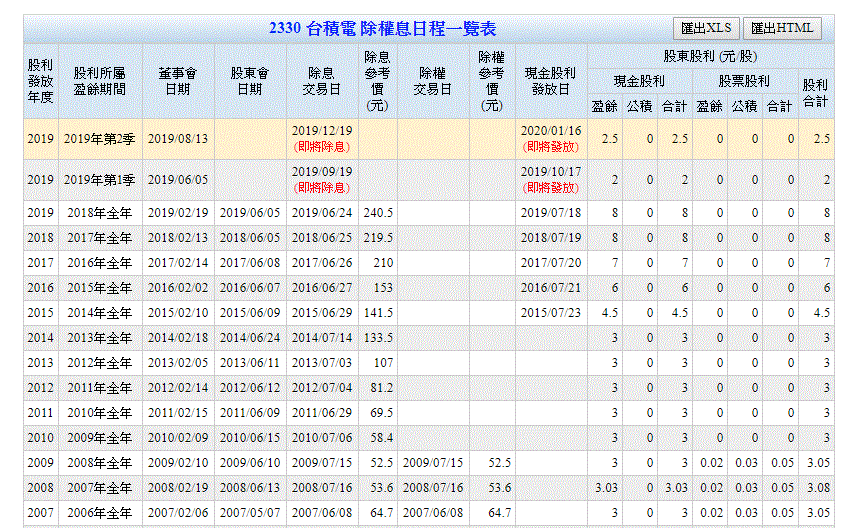 2330 台積電 除權息日程一覽表 匯出XLS 匯出HTML
股利發放年度 股利所屬盈餘期間 董事會日期 股東會日期 除息交易日 除息參考價(元) 除權交易日 除權參考價(元) 現金股利發放日 股東股利 (元/股)
現金股利 股票股利 股利合計
盈餘 公積 合計 盈餘 公積 合計
2019 2019年第2季 2019/08/13 2019/12/19 (即將除息) 2020/01/16 (即將發放) 2.5 0 2.5 0 0 0 2.5
2019 2019年第1季 2019/06/05 2019/09/19 (即將除息) 2019/10/17 (即將發放) 2 0 2 0 0 0 2
2019 2018年全年 2019/02/19 2019/06/05 2019/06/24 240.5 2019/07/18 8 0 8 0 0 0 8
2018 2017年全年 2018/02/13 2018/06/05 2018/06/25 219.5 2018/07/19 8 0 8 0 0 0 8
2017 2016年全年 2017/02/14 2017/06/08 2017/06/26 210 2017/07/20 7 0 7 0 0 0 7
2016 2015年全年 2016/02/02 2016/06/07 2016/06/27 153 2016/07/21 6 0 6 0 0 0 6
2015 2014年全年 2015/02/10 2015/06/09 2015/06/29 141.5 2015/07/23 4.5 0 4.5 0 0 0 4.5
2014 2013年全年 2014/02/18 2014/06/24 2014/07/14 133.5 3 0 3 0 0 0 3
2013 2012年全年 2013/02/05 2013/06/11 2013/07/03 107 3 0 3 0 0 0 3
2012 2011年全年 2012/02/14 2012/06/12 2012/07/04 81.2 3 0 3 0 0 0 3
2011 2010年全年 2011/02/15 2011/06/09 2011/06/29 69.5 3 0 3 0 0 0 3
2010 2009年全年 2010/02/09 2010/06/15 2010/07/06 58.4 3 0 3 0 0 0 3
2009 2008年全年 2009/02/10 2009/06/10 2009/07/15 52.5 2009/07/15 52.5 3 0 3 0.02 0.03 0.05 3.05
2008 2007年全年 2008/02/19 2008/06/13 2008/07/16 53.6 2008/07/16 53.6 3.03 0 3.03 0.02 0.03 0.05 3.08
2007 2006年全年 2007/02/06 2007/05/07 2007/06/08 64.7 2007/06/08 64.7 3 0 3 0.02 0.03 0.05 3.05